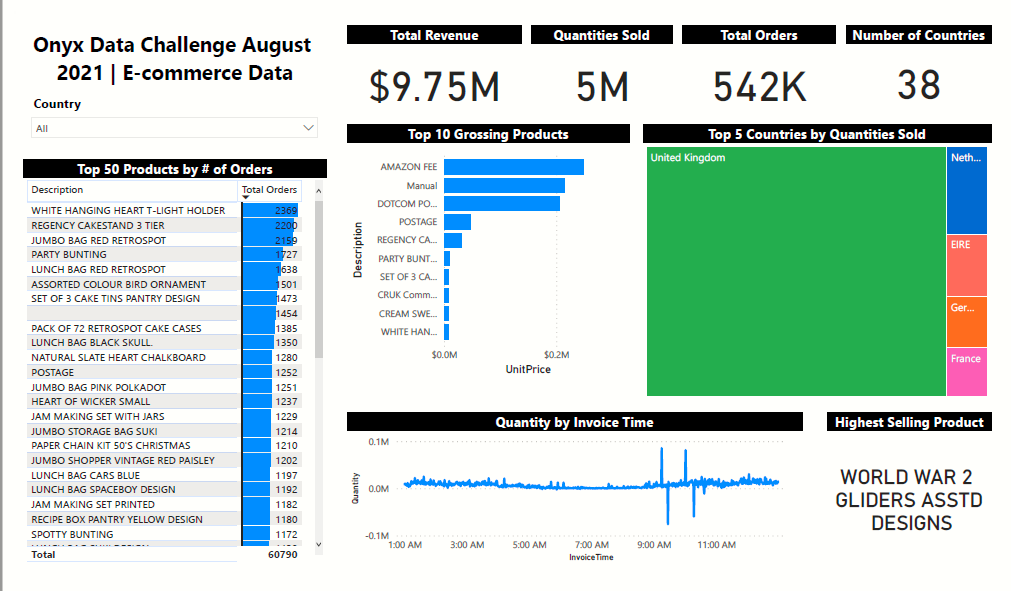 Onyx Data Challenge August
2021 | E-commerce Data
Country
All
Total Revenue
$9.75M
Quantities Sold
5M
Total Orders
542K
Number of Countries
38
Top 50 Products by # of Orders
Description Total Orders
WHITE HANGING HEART T-LIGHT HOLDER 2369
REGENCY CAKESTAND 3 TIER 2200
JUMBO BAG RED RETROSPOT 2159
PARTY BUNTING 1727
LUNCH BAG RED RETROSPOT 1638
ASSORTED COLOUR BIRD ORNAMENT 1501
SET OF 3 CAKE TINS PANTRY DESIGN 1473
1454
PACK OF 72 RETROSPOT CAKE CASES 1385
LUNCH BAG BLACK SKULL. 1350
NATURAL SLATE HEART CHALKBOARD 1280
POSTAGE 1252
JUMBO BAG PINK POLKADOT 1251
HEART OF WICKER SMALL 1237
JAM MAKING SET WITH JARS 1229
JUMBO STORAGE BAG SUKI 1214
PAPER CHAIN KIT 50'S CHRISTMAS 1210
JUMBO SHOPPER VINTAGE RED PAISLEY 1202
LUNCH BAG CARS BLUE 1197
LUNCH BAG SPACEBOY DESIGN 1192
JAM MAKING SET PRINTED 1182
RECIPE BOX PANTRY YELLOW DESIGN 1180
SPOTTY BUNTING 1172
Total 60790
Top 10 Grossing Products
Description
AMAZON FEE
Manual
DOTCOM PO...
POSTAGE
REGENCY CA...
PARTY BUNT...
SET OF 3 CA...
CRUK Comm...
CREAM SWE...
WHITE HAN...
$0.0M $0.2M
UnitPrice
Top 5 Countries by Quantities Sold
United Kingdom
Neth...
EIRE
Ger...
France
Quantity by Invoice Time
Quantity
0.1M
0.0M
-0.1M
1:00 AM 3:00 AM 5:00 AM 7:00 AM 9:00 AM 11:00 AM
InvoiceTime
Highest Selling Product
WORLD WAR 2
GLIDERS ASSTD
DESIGNS